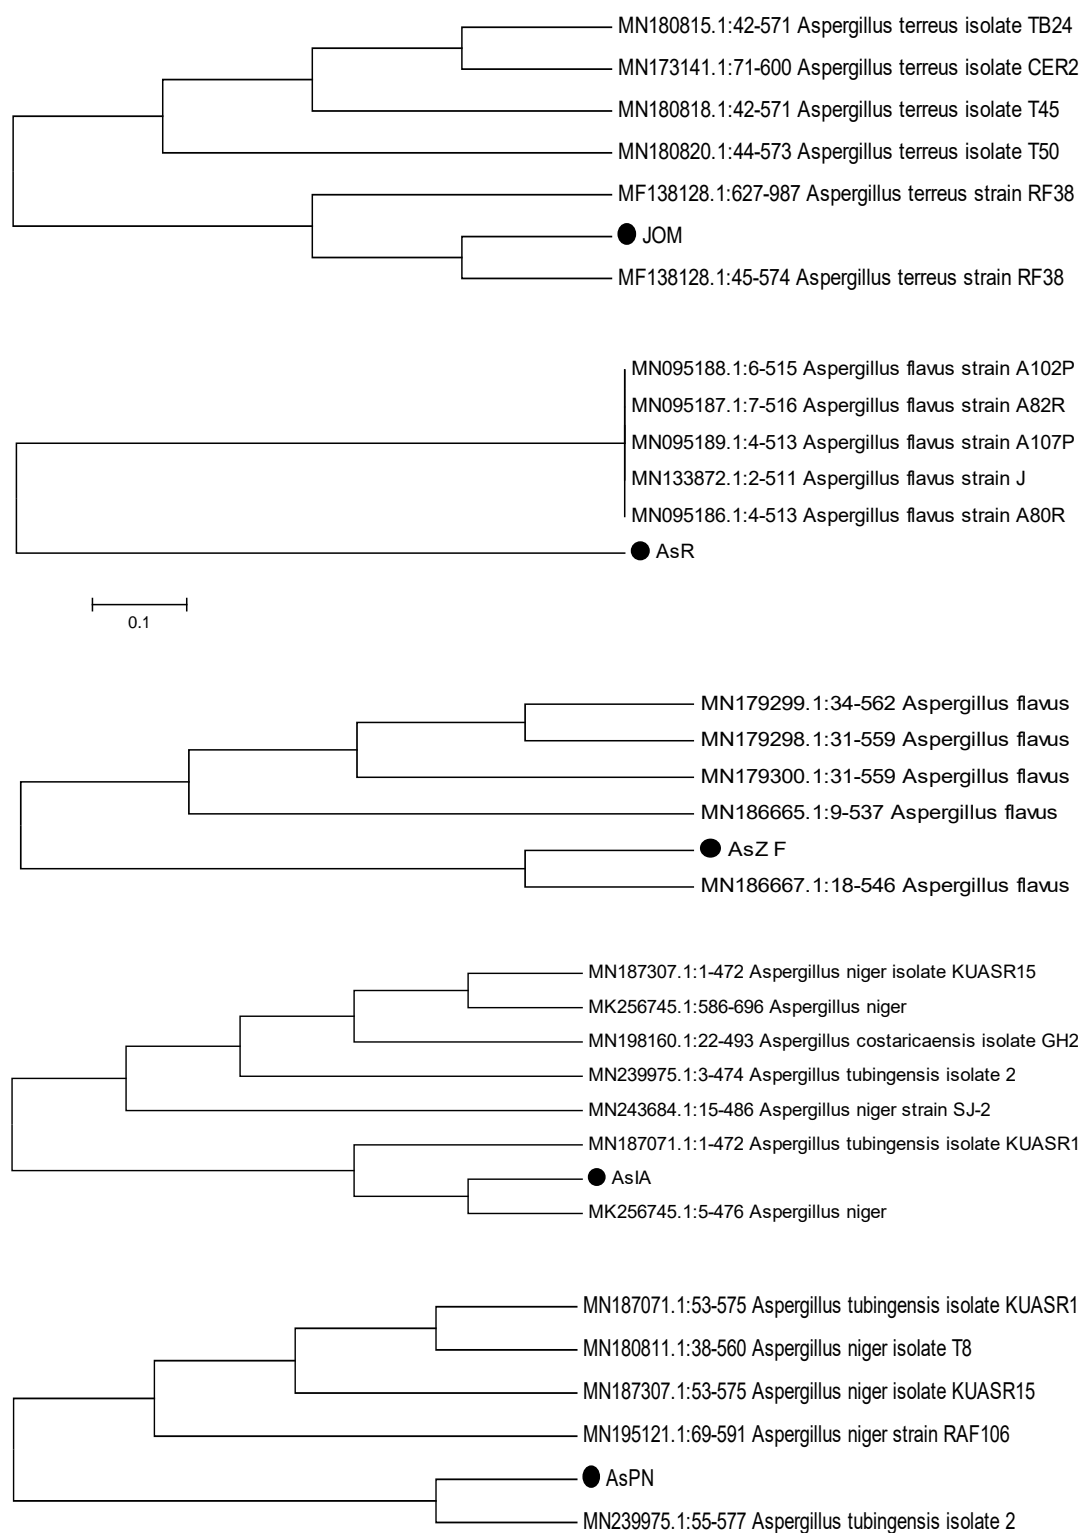 MN180815.1:42-571 Aspergillus terreus isolate TB24
MN173141.1:71-600 Aspergillus terreus isolate CER2
MN180818.1:42-571 Aspergillus terreus isolate T45
MN180820.1:44-573 Aspergillus terreus isolate T50
MF138128.1:627-987 Aspergillus terreus strain RF38
JOM
MF138128.1:45-574 Aspergillus terreus strain RF38
MN095188.1:6-515 Aspergillus flavus strain A102P
MN095187.1:7-516 Aspergillus flavus strain A82R
MN095189.1:4-513 Aspergillus flavus strain A107P
MN133872.1:2-511 Aspergillus flavus strain J
MN095186.1:4-513 Aspergillus flavus strain A80R
AsR
0.1
MN179299.1:34-562 Aspergillus flavus
MN179298.1:31-559 Aspergillus flavus
MN179300.1:31-559 Aspergillus flavus
MN186665.1:9-537 Aspergillus flavus
AsZ F
MN186667.1:18-546 Aspergillus flavus
MN187307.1:1-472 Aspergillus niger isolate KUASR15
MK256745.1:586-696 Aspergillus niger
MN198160.1:22-493 Aspergillus costaricaensis isolate GH2
MN239975.1:3-474 Aspergillus tubingensis isolate 2
MN243684.1:15-486 Aspergillus niger strain SJ-2
MN187071.1:1-472 Aspergillus tubingensis isolate KUASR1
AsIA
MK256745.1:5-476 Aspergillus niger
MN187071.1:53-575 Aspergillus tubingensis isolate KUASR1
MN180811.1:38-560 Aspergillus niger isolate T8
MN187307.1:53-575 Aspergillus niger isolate KUASR15
MN195121.1:69-591 Aspergillus niger strain RAF106
AsPN
MN239975.1:55-577 Aspergillus tubingensis isolate 2